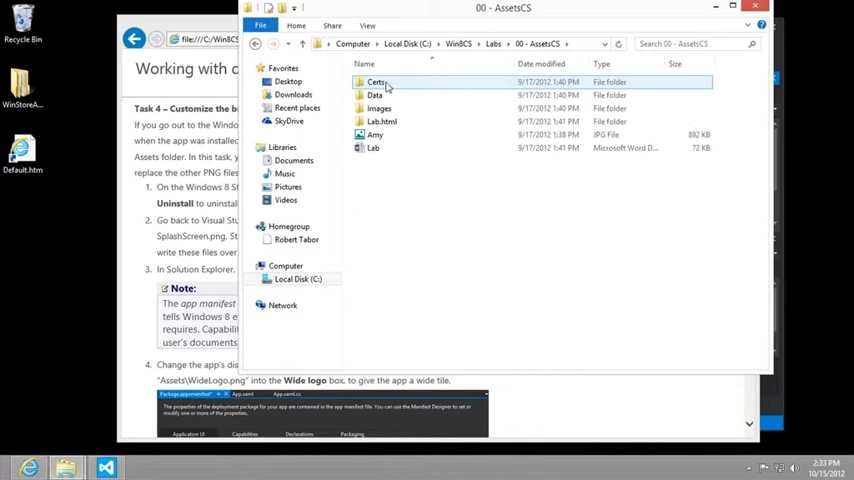 Recycle Bin
WinStoreA...
Default.htm
file:///C:/Win8CS
Working with d
Task 4 – Customize the bi
If you go out to the Windo
when the app was installed
Assets folder. In this task, y
replace the other PNG files
1. On the Windows 8 St
Uninstall to uninstal
2. Go back to Visual Stu
SplashScreen.png, St
write these files over
3. In Solution Explorer,
Note:
The app manifest
tells Windows 8 e
requires. Capabil
user's documents,
4. Change the app's dis
"Assets\WideLogo.png" into the Wide logo box, to give the app a wide tile.
Package.appxmanifest* App.xaml App.xaml.cs
The properties of the deployment package for your app are contained in the app manifest file. You can use the Manifest Designer to set or
modify one or more of the properties.
Application UI Capabilities Declarations Packaging
00 - AssetsCS
File Home Share View
Computer Local Disk (C:) Win8CS Labs 00 - AssetsCS
Search 00 - AssetsCS
Favorites
Desktop
Downloads
Recent places
SkyDrive
Libraries
Documents
Music
Pictures
Videos
Homegroup
Robert Tabor
Computer
Local Disk (C:)
Network
Name Date modified Type Size
Certs 9/17/2012 1:40 PM File folder
Data 9/17/2012 1:40 PM File folder
Images 9/17/2012 1:40 PM File folder
Lab.html 9/17/2012 1:41 PM File folder
Amy 9/17/2012 1:38 PM JPG File 892 KB
Lab 9/17/2012 1:41 PM Microsoft Word D... 72 KB
2:33 PM
10/15/2012